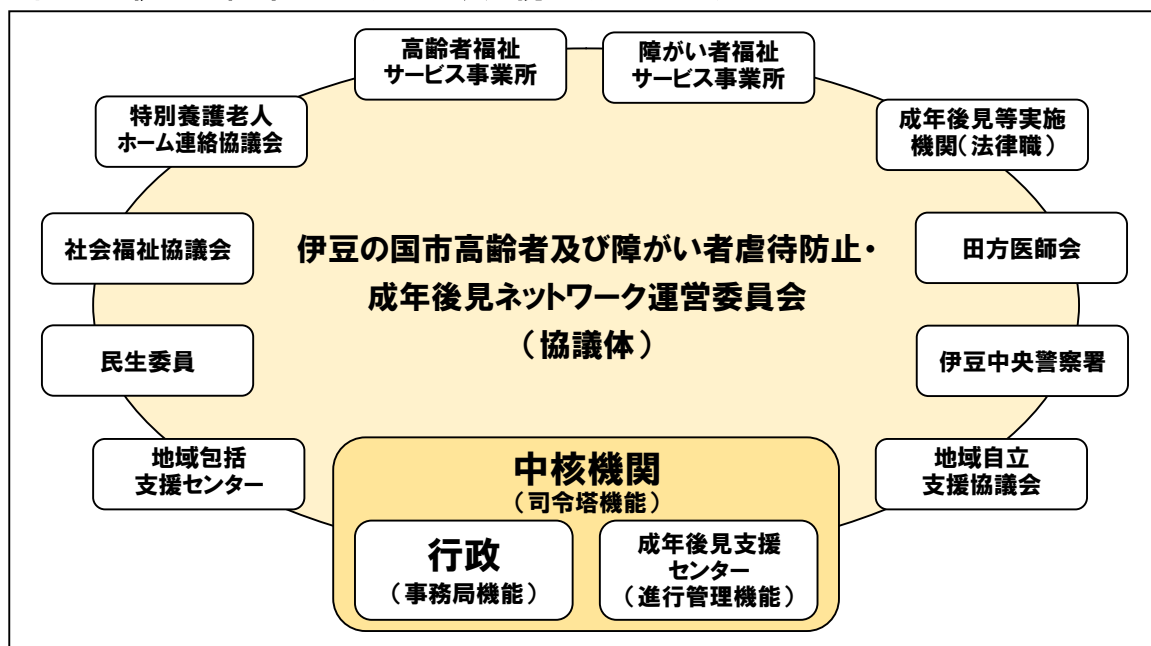 高齢者福祉
サービス事業所
障がい者福祉
サービス事業所
特別養護老人
ホーム連絡協議会
成年後見等実施
機関(法律職)
社会福祉協議会
田方医師会
伊豆の国市高齢者及び障がい者虐待防止・
成年後見ネットワーク運営委員会
(協議体)
民生委員
伊豆中央警察署
地域包括
支援センター
地域自立
支援協議会
中核機関
(司令塔機能)
行政
(事務局機能)
成年後見支援
センター
(進行管理機能)